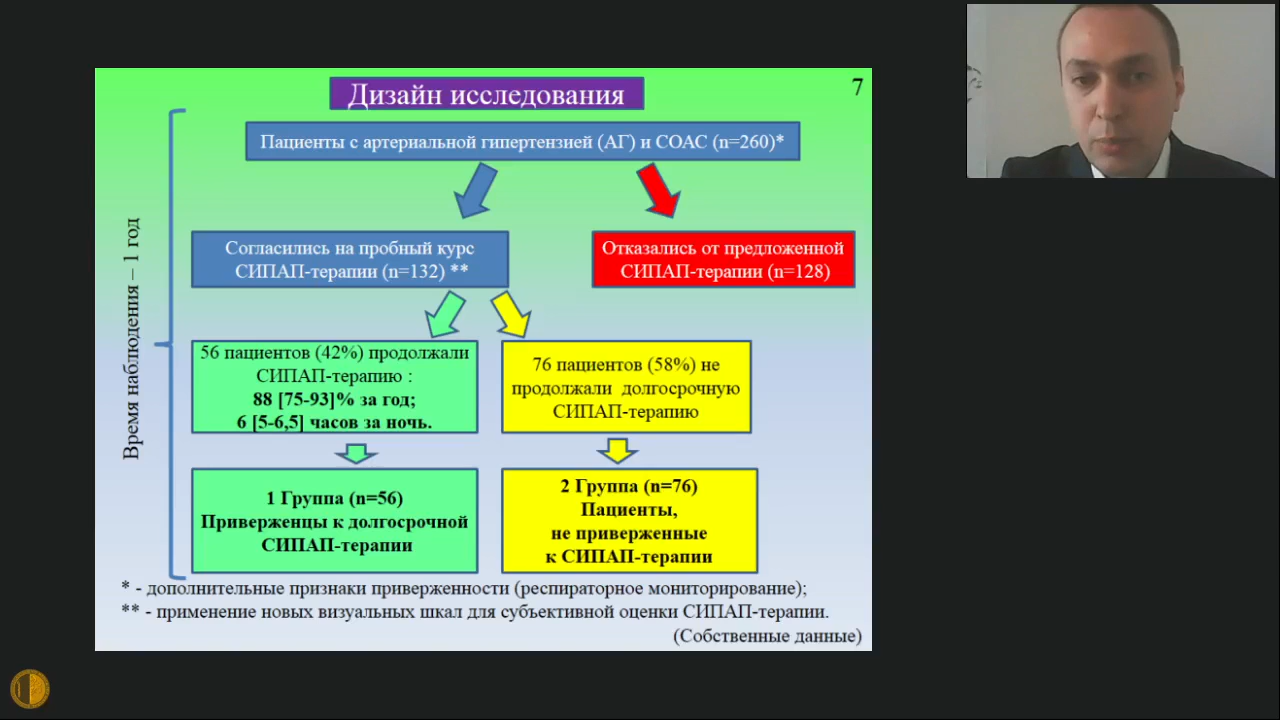 Дизайн исследования
7
Пациенты с артериальной гипертензией (АГ) и СОАС (n=260)*
Время наблюдения – 1 год
Согласились на пробный курс
СИПАП-терапии (n=132) **
Отказались от предложенной
СИПАП-терапии (n=128)
56 пациентов (42%) продолжали
СИПАП-терапию :
88 [75-93]% за год;
6 [5-6,5] часов за ночь.
76 пациентов (58%) не
продолжали долгосрочную
СИПАП-терапию
1 Группа (n=56)
Приверженцы к долгосрочной
СИПАП-терапии
2 Группа (n=76)
Пациенты,
не приверженные
к СИПАП-терапии
* - дополнительные признаки приверженности (респираторное мониторирование);
** - применение новых визуальных шкал для субъективной оценки СИПАП-терапии.
(Собственные данные)